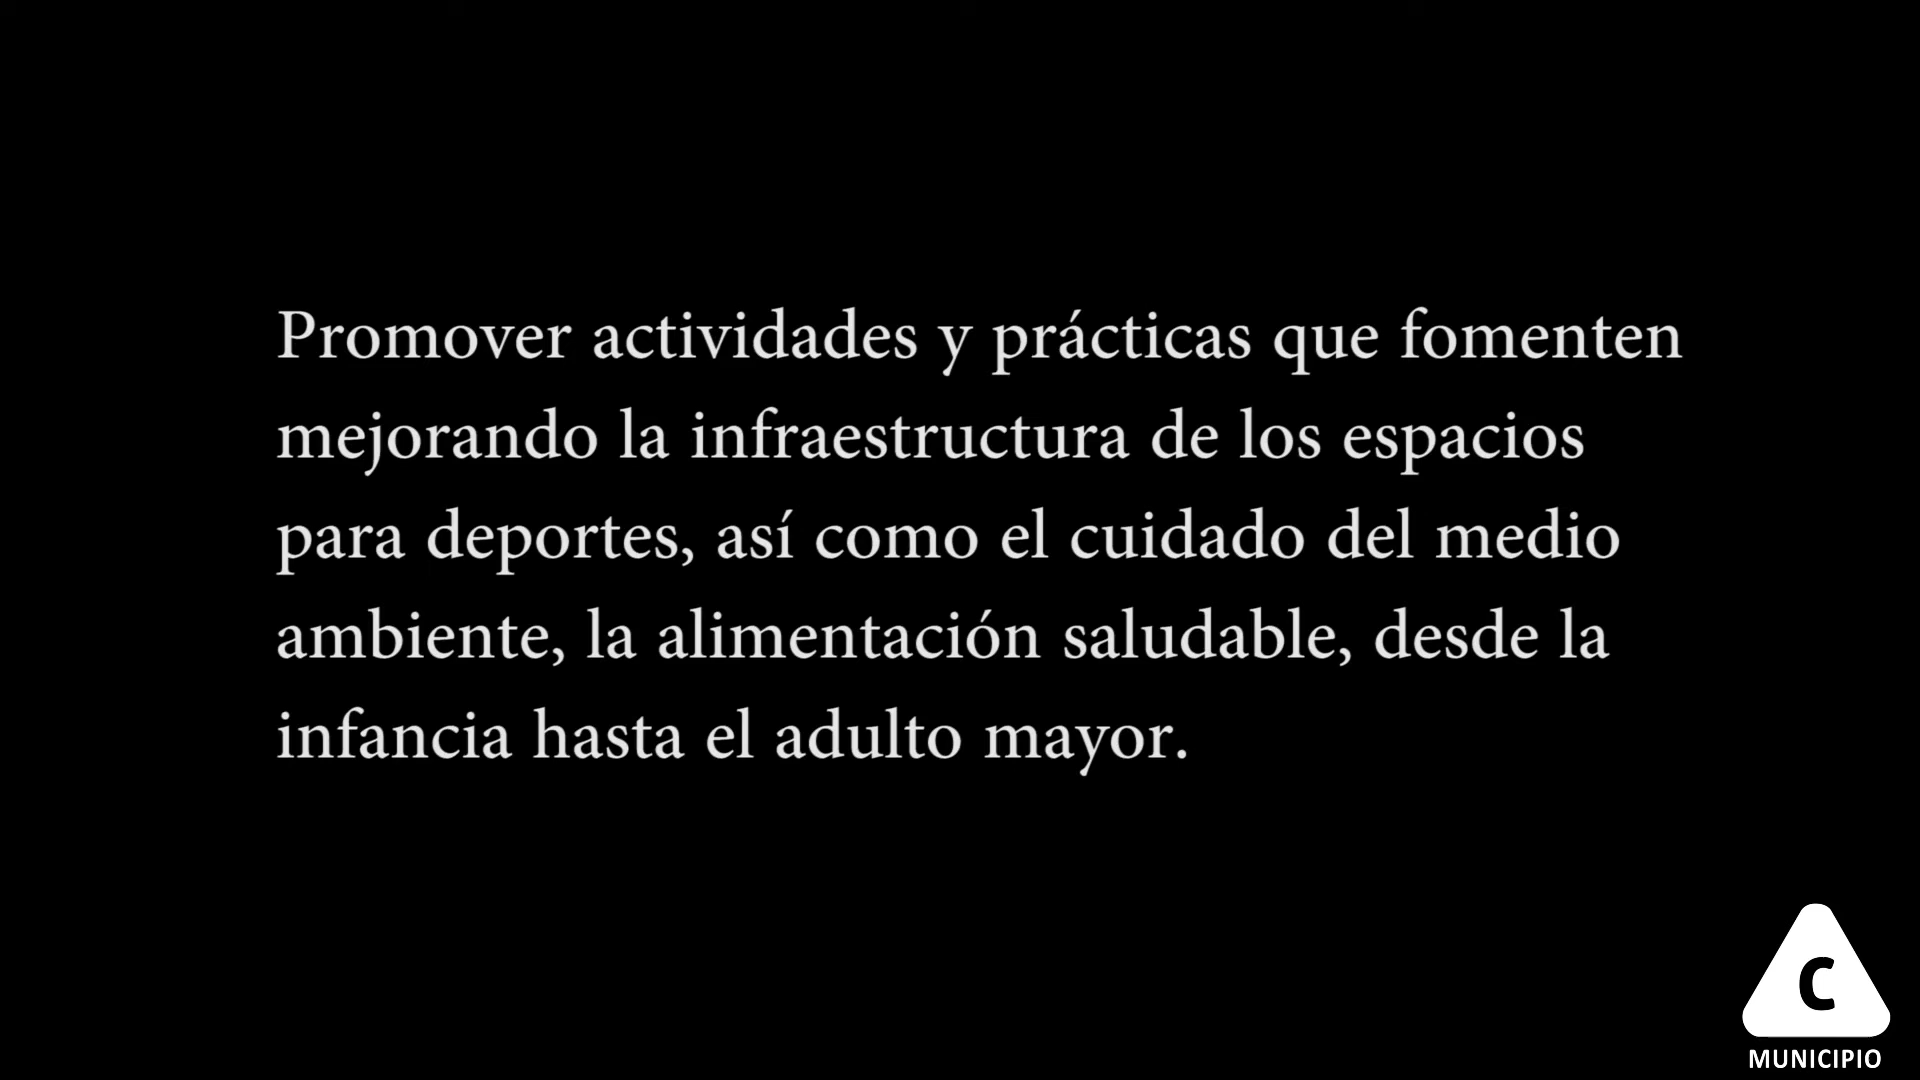 Promover actividades y prácticas que fomenten
mejorando la infraestructura de los espacios
para deportes, así como el cuidado del medio
ambiente, la alimentación saludable, desde la
infancia hasta el adulto mayor.
C
MUNICIPIO